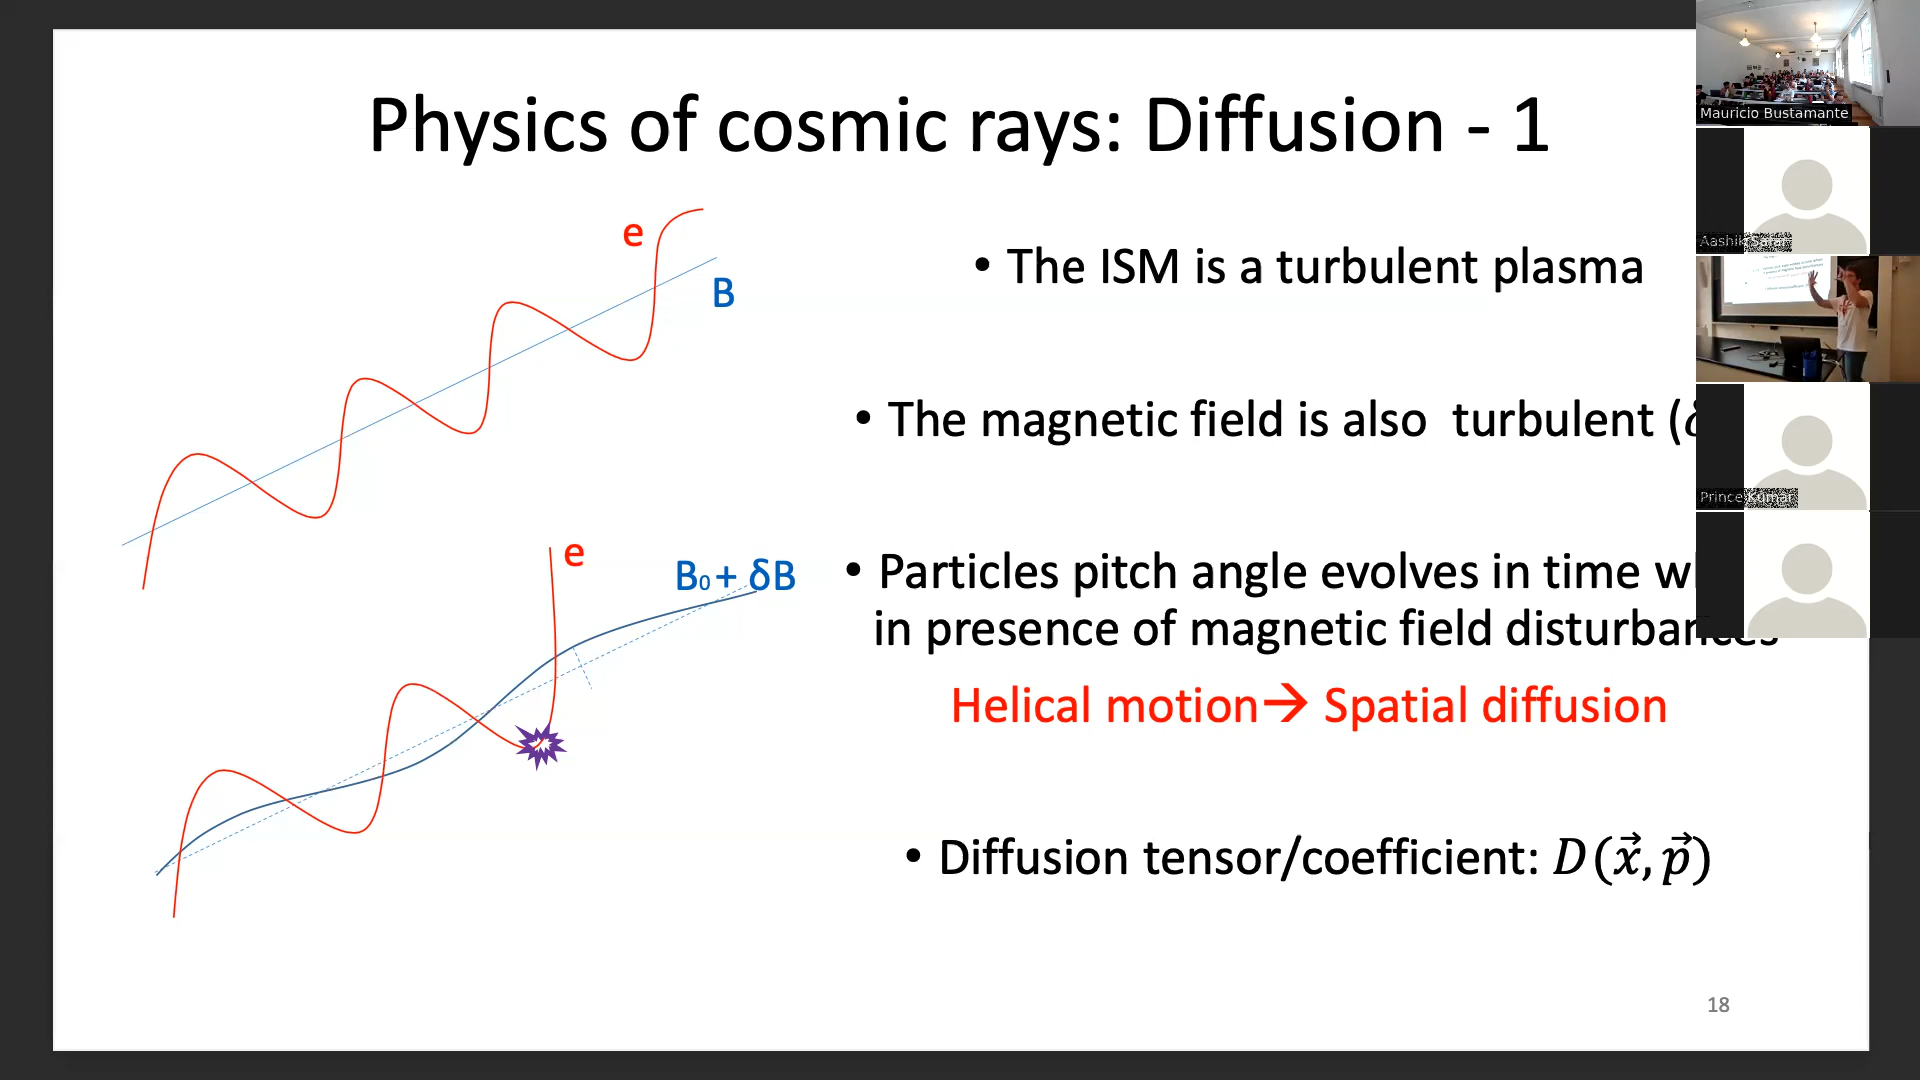 Physics of cosmic rays: Diffusion - 1
e
B
• The ISM is a turbulent plasma
• The magnetic field is also turbulent (
• Particles pitch angle evolves in time
in presence of magnetic field disturbances
Helical motion→ Spatial diffusion
e
B₀ + δB
• Diffusion tensor/coefficient: D(x⃗, p⃗)
18
Mauricio Bustamante
Prince Kumar